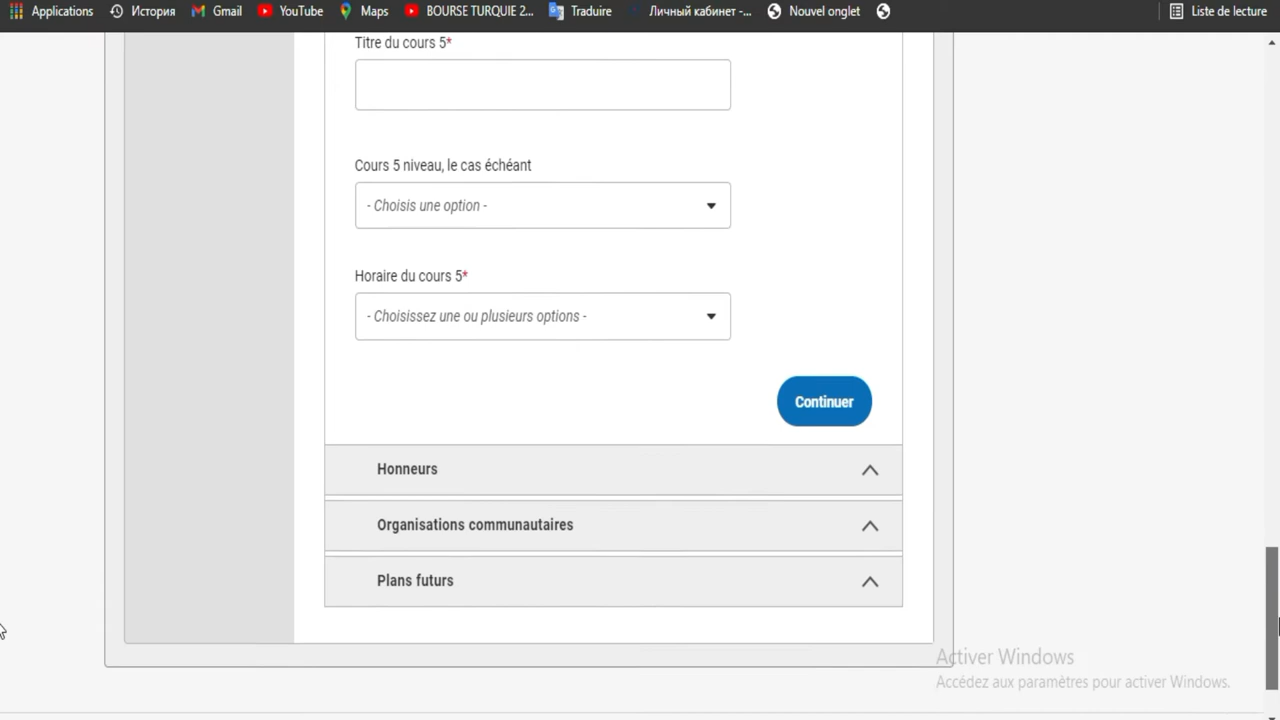 Applications История Gmail YouTube Maps BOURSE TURQUIE 2... Traduire Личный кабинет -... Nouvel onglet Liste de lecture
Titre du cours 5*
Cours 5 niveau, le cas échéant
- Choisis une option -
Horaire du cours 5*
- Choisissez une ou plusieurs options -
Continuer
Honneurs
Organisations communautaires
Plans futurs
Activer Windows
Accédez aux paramètres pour activer Windows.